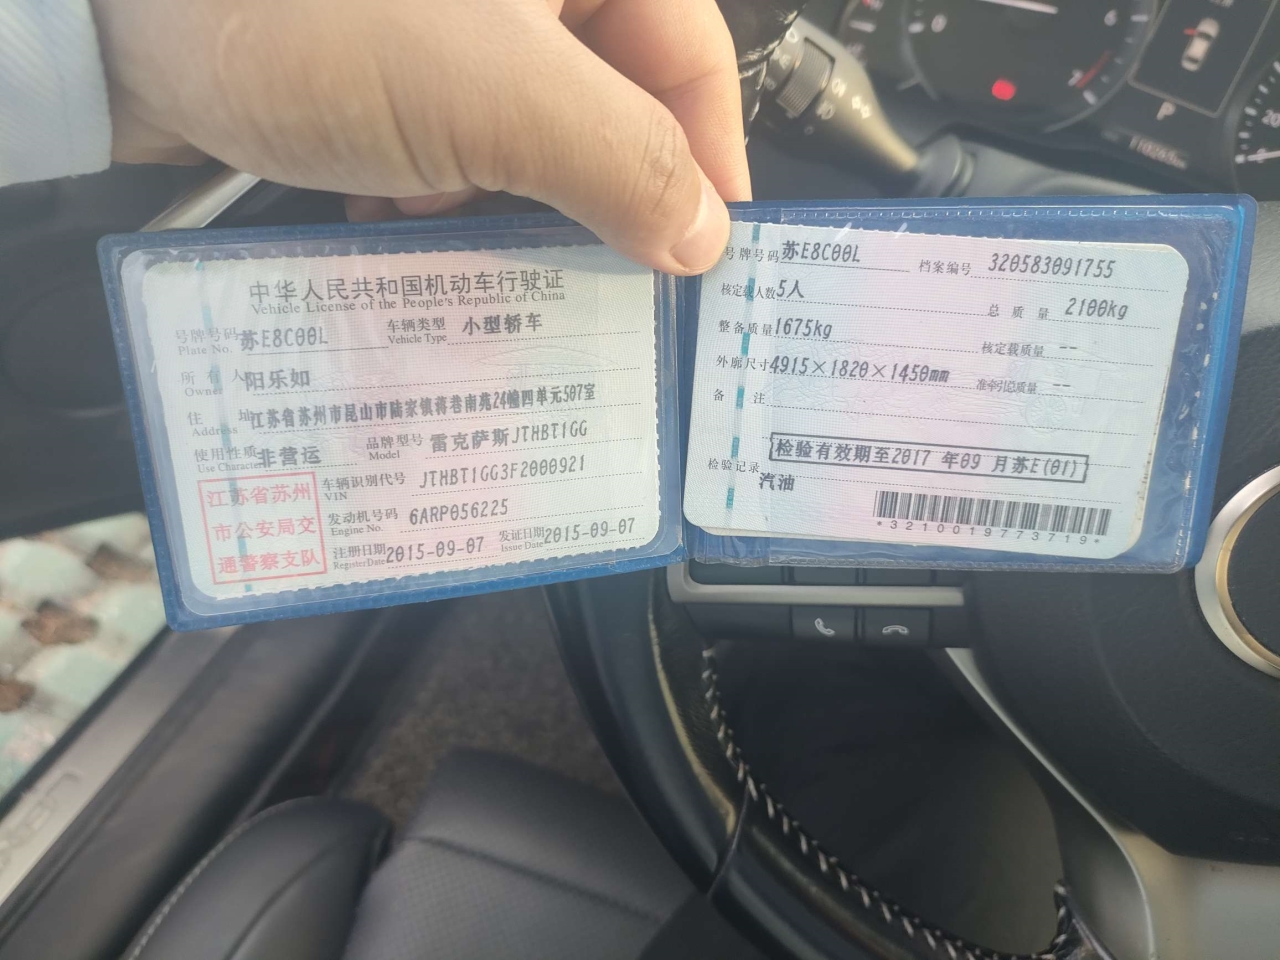 中华人民共和国机动车行驶证
Vehicle License of the People's Republic of China
号牌号码 苏E8C00L 车辆类型 小型轿车
Plate No. Vehicle Type
所有人 阳乐如
Owner
住址 江苏省苏州市昆山市陆家镇蒋巷南苑24幢四单元507室
Address
使用性质 非营运 品牌型号 雷克萨斯JTHBT1GG
Use Character Model
江苏省苏州
市公安局交
通警察支队
车辆识别代号 JTHBT1GG3F2000921
VIN
发动机号码 6ARP056225
Engine No.
注册日期 2015-09-07 发证日期 2015-09-07
Register Date Issue Date
号牌号码 苏E8C00L 档案编号 320583091755
核定载人数 5人 总质量 2100kg
整备质量 1675kg 核定载质量 --
外廓尺寸 4915×1820×1450mm 准牵引总质量 --
备注
检验记录 检验有效期至2017 年09 月苏E(01)
汽油
*3210019773719*
0
6
7
P
20